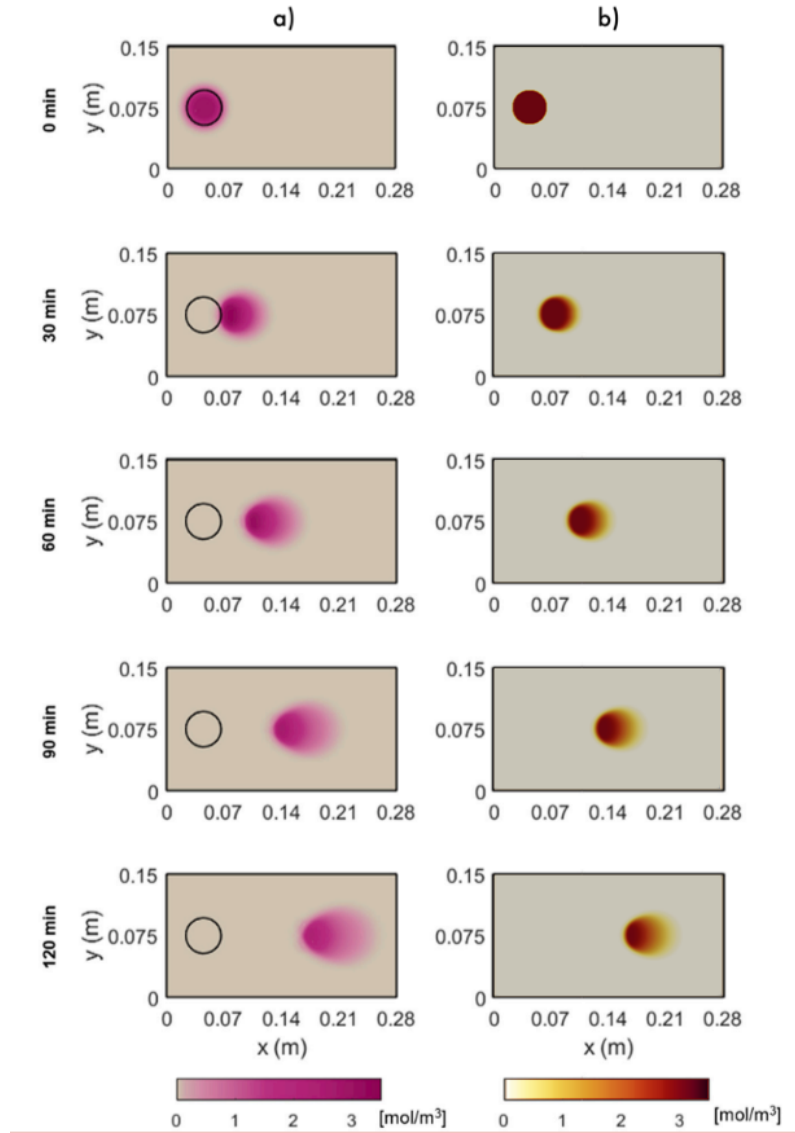 a) b)
0 min
y (m) 0.15 0.075 0
0 0.07 0.14 0.21 0.28
0.15 0.075 0
0 0.07 0.14 0.21 0.28
30 min
y (m) 0.15 0.075 0
0 0.07 0.14 0.21 0.28
0.15 0.075 0
0 0.07 0.14 0.21 0.28
60 min
y (m) 0.15 0.075 0
0 0.07 0.14 0.21 0.28
0.15 0.075 0
0 0.07 0.14 0.21 0.28
90 min
y (m) 0.15 0.075 0
0 0.07 0.14 0.21 0.28
0.15 0.075 0
0 0.07 0.14 0.21 0.28
120 min
y (m) 0.15 0.075 0
0 0.07 0.14 0.21 0.28
x (m)
0.15 0.075 0
0 0.07 0.14 0.21 0.28
x (m)
0 1 2 3 [mol/m³]
0 1 2 3 [mol/m³]